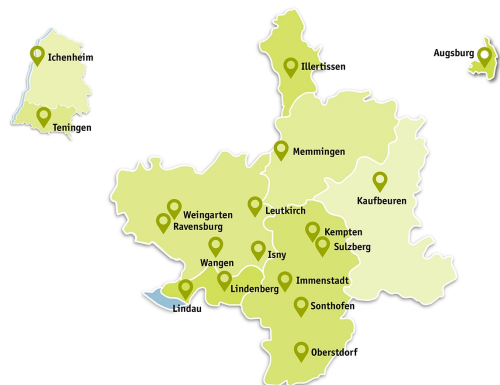 Augsburg
Ichenheim
Illertissen
Teningen
Memmingen
Kaufbeuren
Leutkirch
Weingarten
Ravensburg
Kempten
Sulzberg
Isny
Wangen
Immenstadt
Lindenberg
Sonthofen
Lindau
Oberstdorf